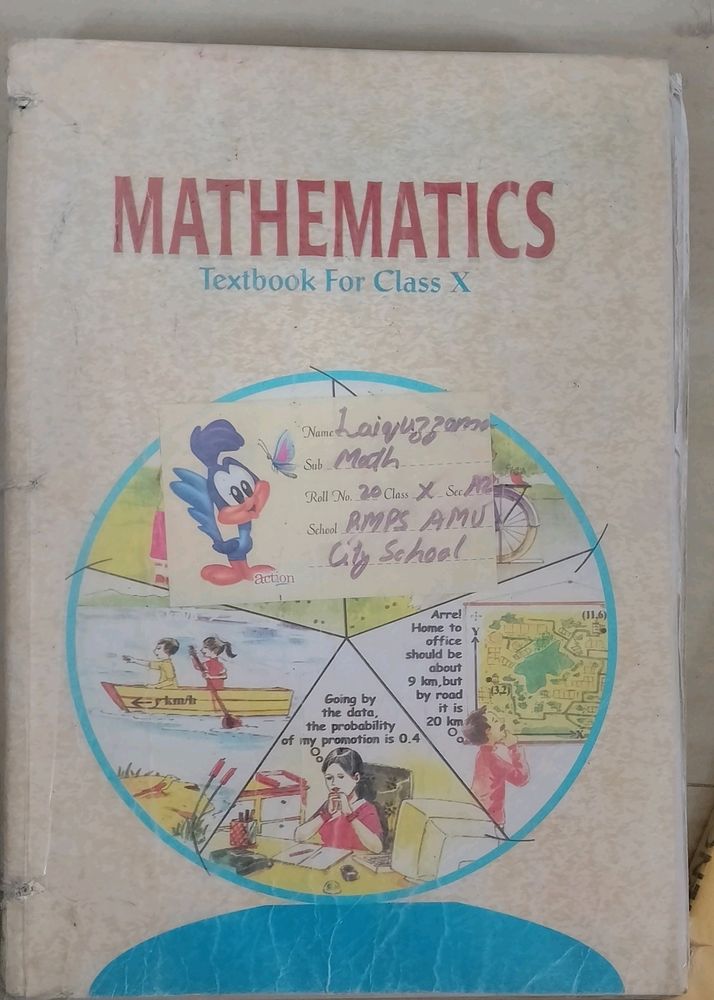 MATHEMATICS
Textbook For Class X
Name Laiquzzama
Sub Math
Roll No. 20 Class X Sec A2
School RMPS AMU
City School
action
Arre!
Home to
office
should be
about
9 km, but
by road
it is
20 km
(11,6)
Y
(3,2)
X
y km/h
Going by
the data,
the probability
of my promotion is 0.4